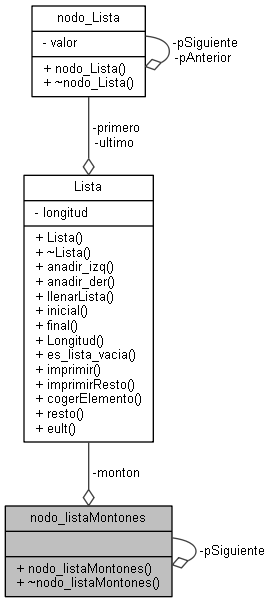 nodo_Lista
- valor
+ nodo_Lista()
+ ~nodo_Lista()
-pSiguiente
-pAnterior
-primero
-ultimo
Lista
- longitud
+ Lista()
+ ~Lista()
+ anadir_izq()
+ anadir_der()
+ llenarLista()
+ inicial()
+ final()
+ Longitud()
+ es_lista_vacia()
+ imprimir()
+ imprimirResto()
+ cogerElemento()
+ resto()
+ eult()
-monton
nodo_listaMontones
+ nodo_listaMontones()
+ ~nodo_listaMontones()
-pSiguiente